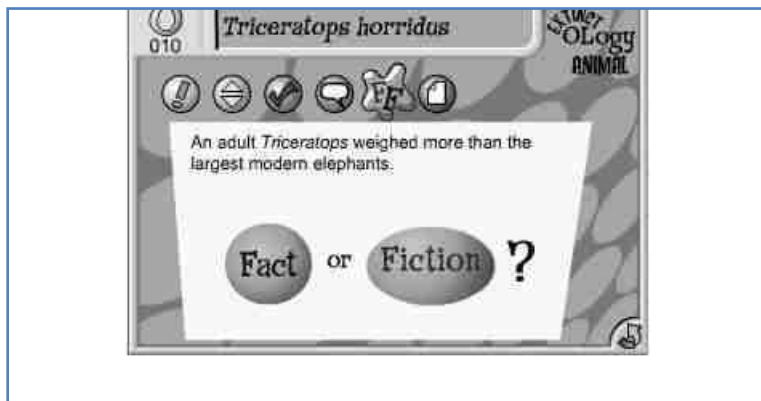 010
Triceratops horridus
EXTINCT
OLogy
ANIMAL
FF
An adult Triceratops weighed more than the
largest modern elephants.
Fact or Fiction ?